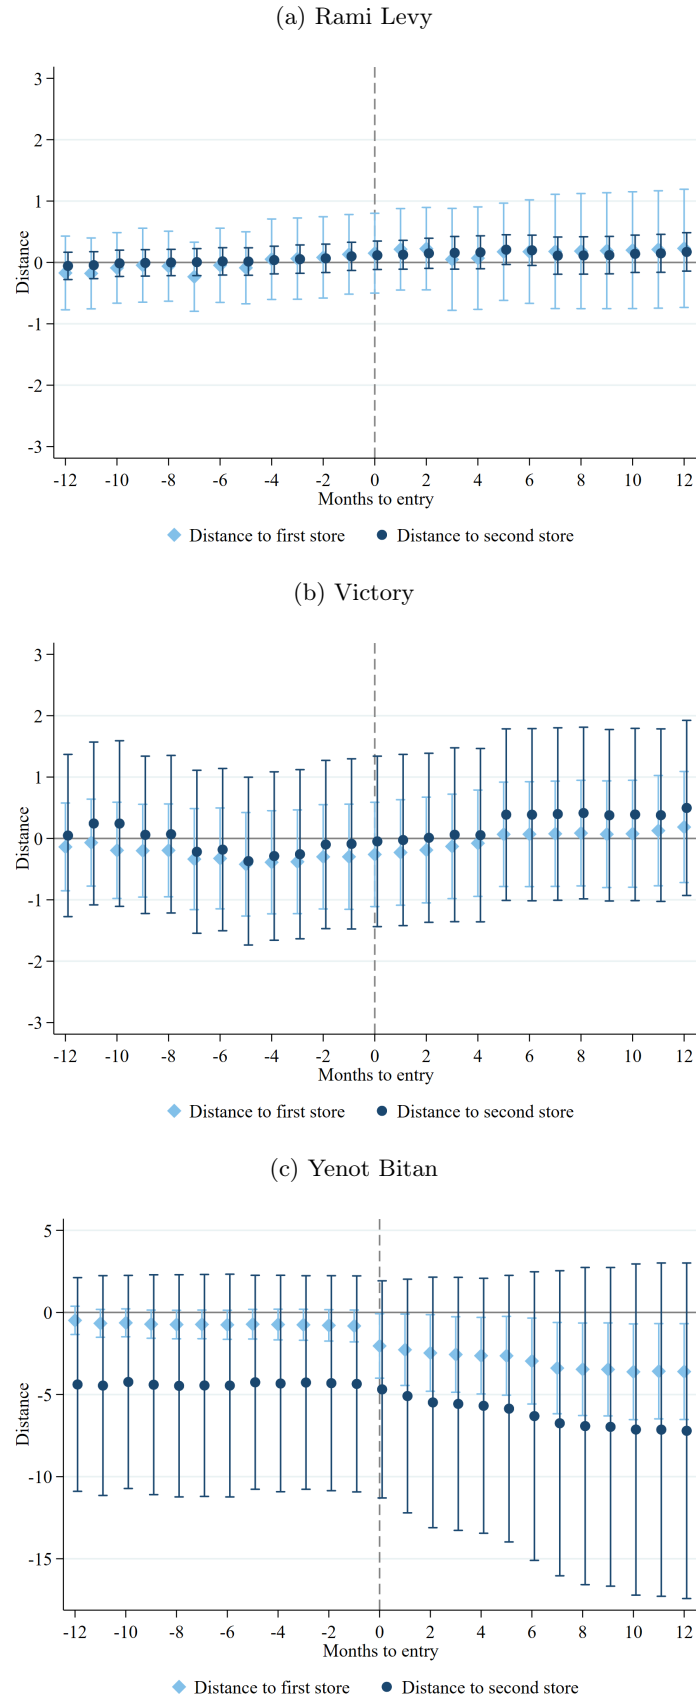 (a) Rami Levy
3
2
1
0
-1
-2
-3
Distance
-12 -10 -8 -6 -4 -2 0 2 4 6 8 10 12
Months to entry
Distance to first store Distance to second store
(b) Victory
3
2
1
0
-1
-2
-3
Distance
-12 -10 -8 -6 -4 -2 0 2 4 6 8 10 12
Months to entry
Distance to first store Distance to second store
(c) Yenot Bitan
5
0
-5
-10
-15
Distance
-12 -10 -8 -6 -4 -2 0 2 4 6 8 10 12
Months to entry
Distance to first store Distance to second store